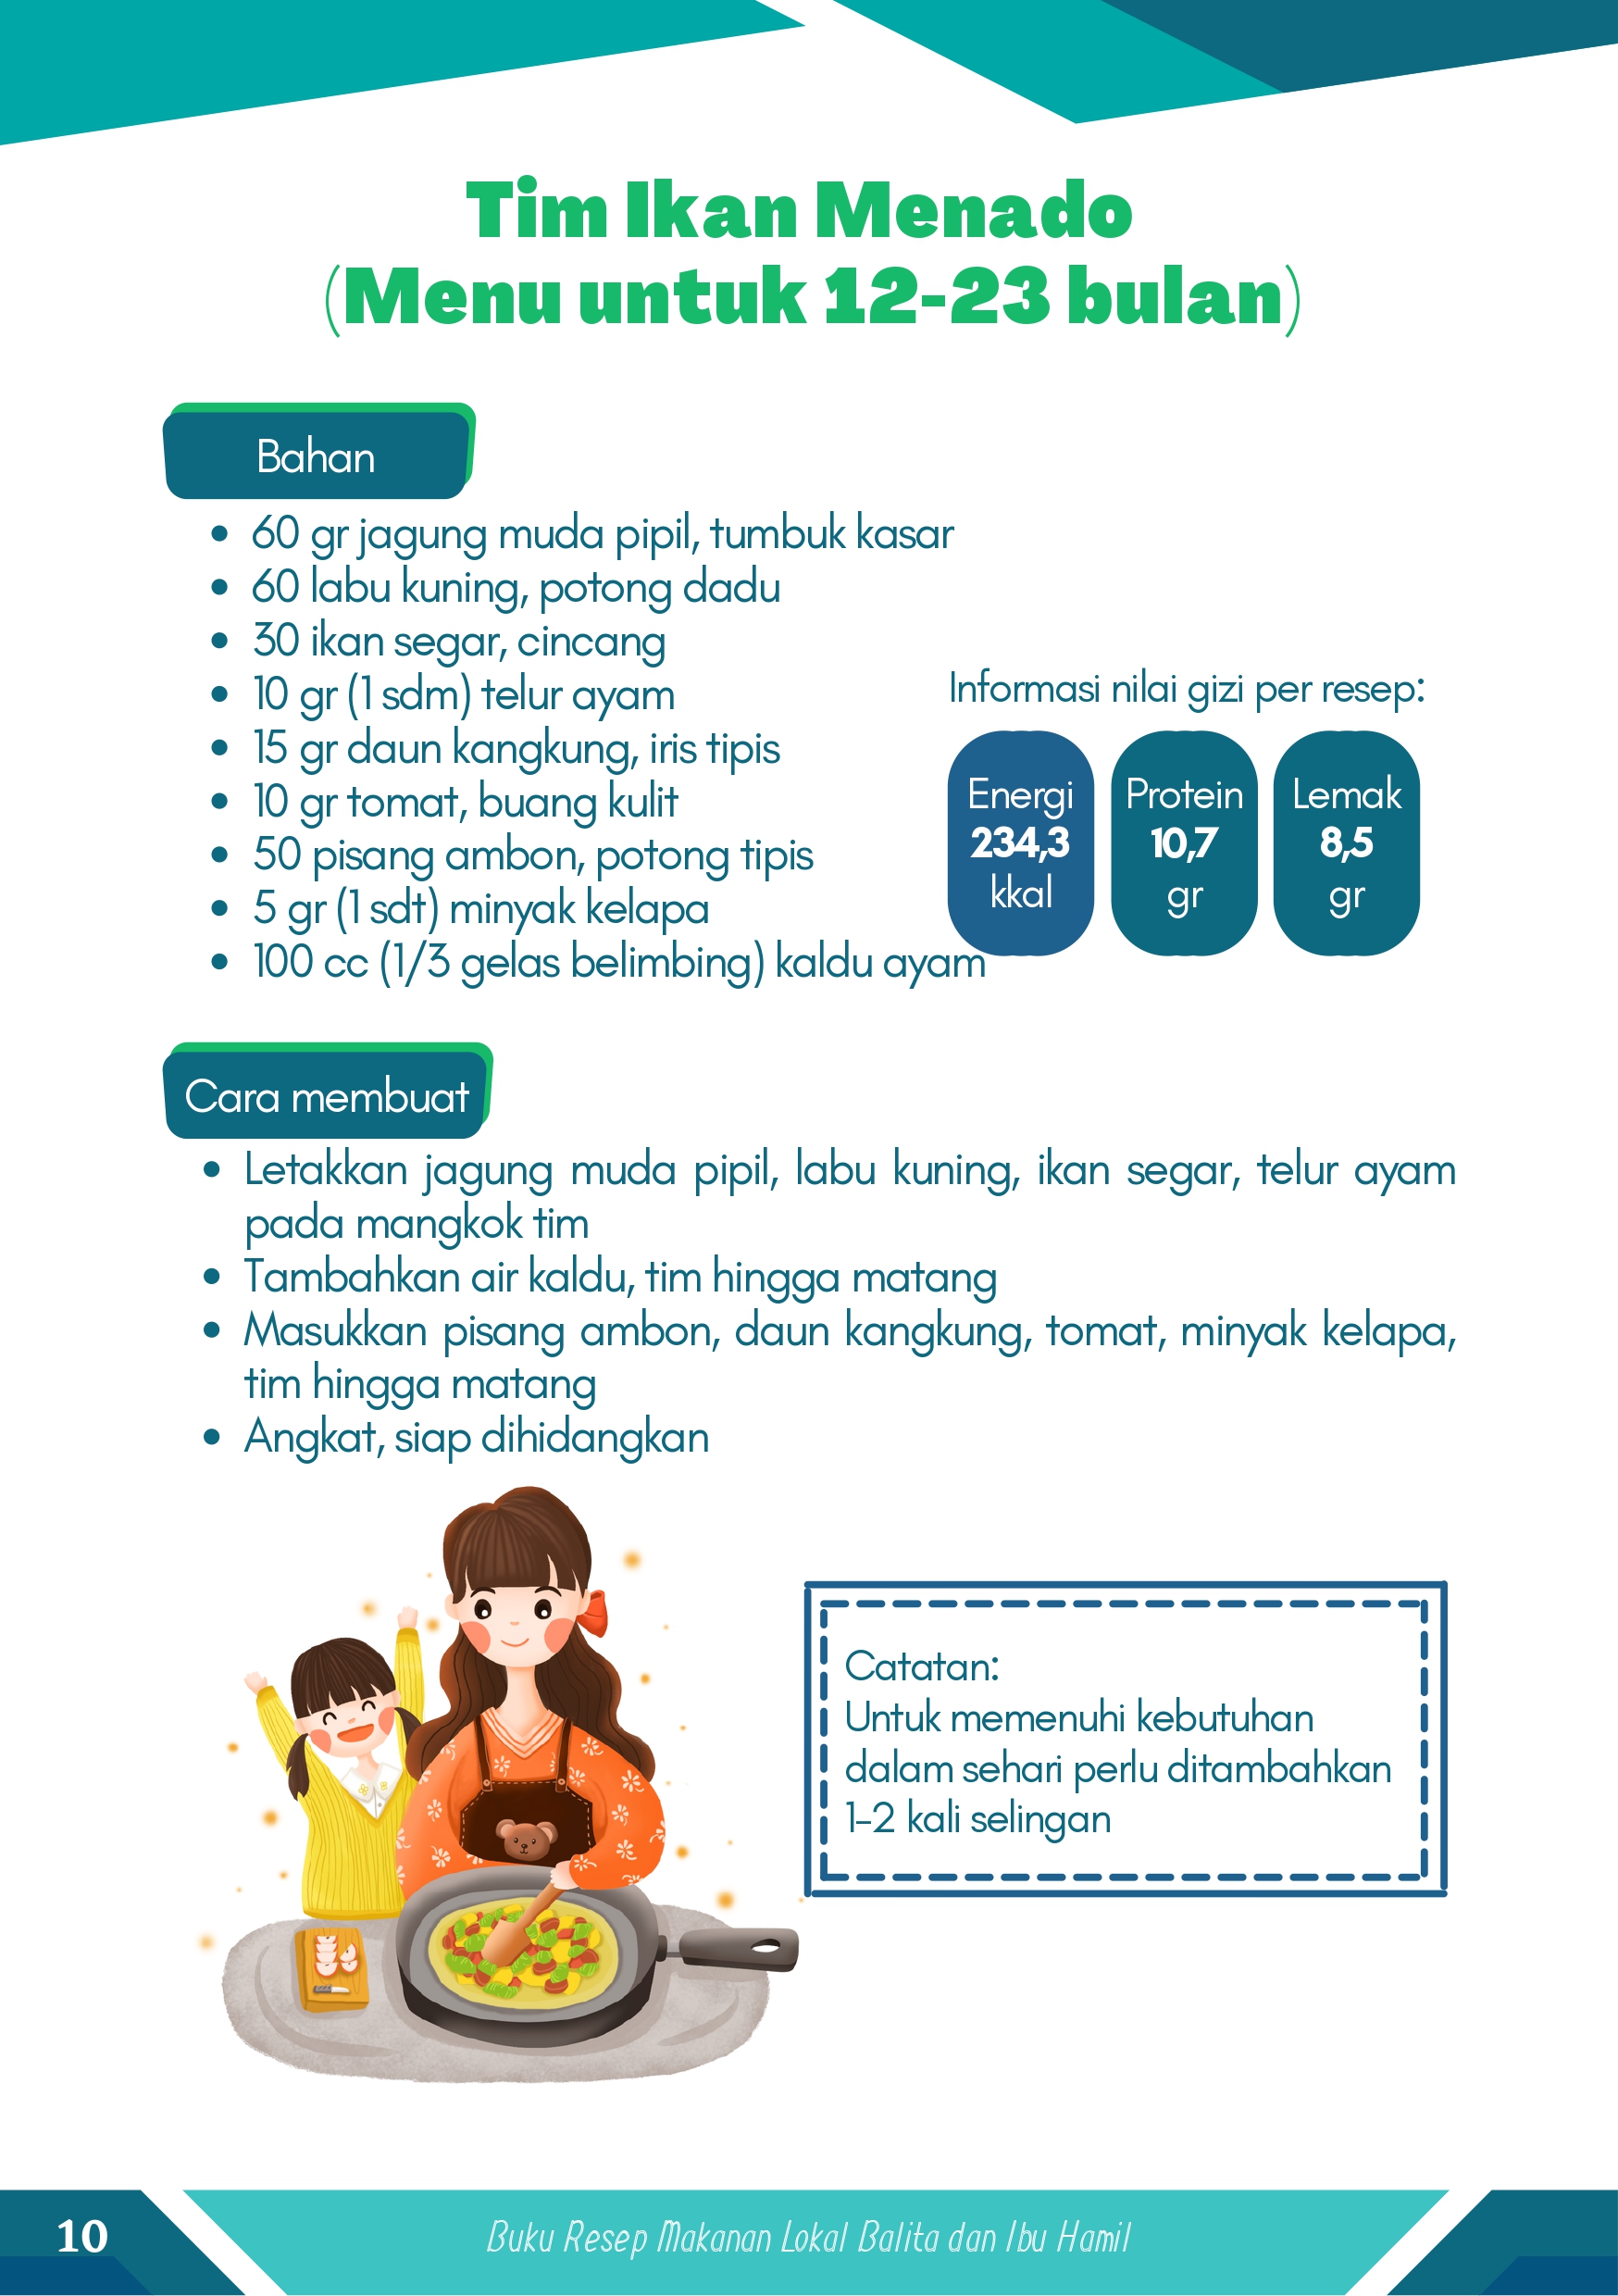 Tim Ikan Menado
(Menu untuk 12-23 bulan)
Bahan
60 gr jagung muda pipil, tumbuk kasar
60 labu kuning, potong dadu
30 ikan segar, cincang
10 gr (1 sdm) telur ayam
15 gr daun kangkung, iris tipis
10 gr tomat, buang kulit
50 pisang ambon, potong tipis
5 gr (1 sdt) minyak kelapa
100 cc (1/3 gelas belimbing) kaldu ayam
Informasi nilai gizi per resep:
Energi
234,3
kkal
Protein
10,7
gr
Lemak
8,5
gr
Cara membuat
Letakkan jagung muda pipil, labu kuning, ikan segar, telur ayam
pada mangkok tim
Tambahkan air kaldu, tim hingga matang
Masukkan pisang ambon, daun kangkung, tomat, minyak kelapa,
tim hingga matang
Angkat, siap dihidangkan
Catatan:
Untuk memenuhi kebutuhan
dalam sehari perlu ditambahkan
1-2 kali selingan
10
Buku Resep Makanan Lokal Balita dan Ibu Hamil